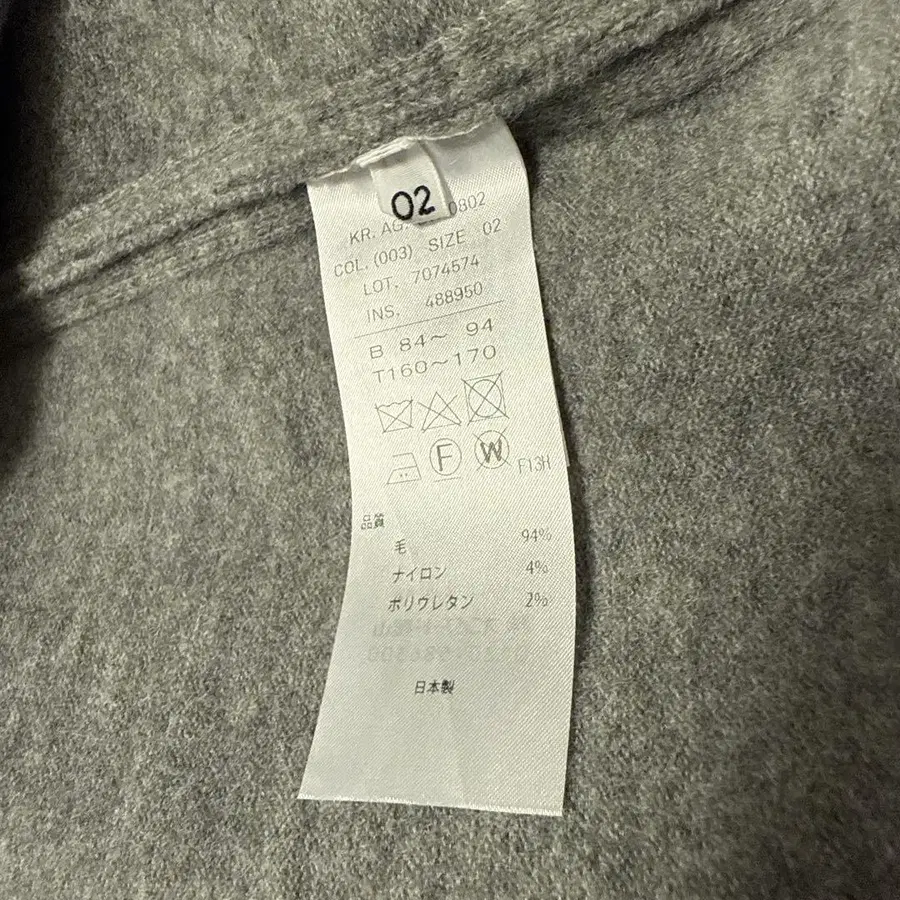 02
KR. AG. 0802
COL. (003) SIZE 02
LOT. 7074574
INS. 488950
B 84～ 94
T160～170
F W F13H
品質
毛 94%
ナイロン 4%
ポリウレタン 2%
日本製